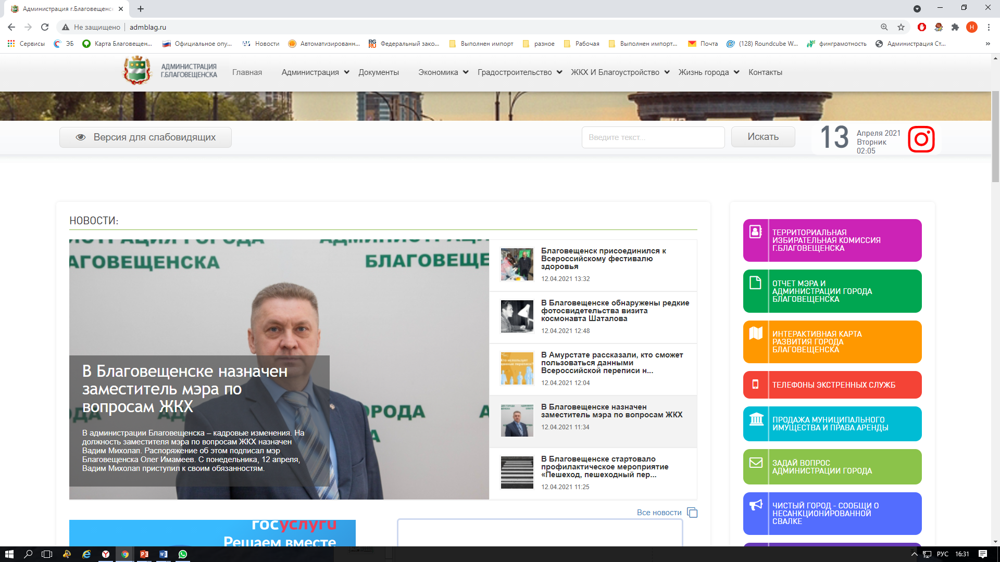 Администрация г.Благовещенск
Не защищено
admblag.ru
Н
Сервисы
ЭБ
Карта Благовещен...
Официальное опу...
Новости
Автоматизированн...
Федеральный зако...
Выполнен импорт
разное
Рабочая
Выполнен импорт...
Почта
(128) Roundcube W...
финграмотность
Администрация Ст...
»
АДМИНИСТРАЦИЯ
Г.БЛАГОВЕЩЕНСКА
Главная
Администрация
Документы
Экономика
Градостроительство
ЖКХ И Благоустройство
Жизнь города
Контакты
Версия для слабовидящих
Введите текст...
Искать
13
Апреля 2021
Вторник
02:05
НОВОСТИ:
БЛАГОВЕЩЕ
АГОВЕЩЕНСКА
В Благовещенске назначен
заместитель мэра по
вопросам ЖКХ
В администрации Благовещенска – кадровые изменения. На
должность заместителя мэра по вопросам ЖКХ назначен
Вадим Михолап. Распоряжение об этом подписал мэр
Благовещенска Олег Имамеев. С понедельника, 12 апреля,
Вадим Михолап приступил к своим обязанностям.
Благовещенск присоединился к
Всероссийскому фестивалю
здоровья
12.04.2021 13:32
В Благовещенске обнаружены редкие
фотосвидетельства визита
космонавта Шаталова
12.04.2021 12:48
В Амурстате рассказали, кто сможет
пользоваться данными
Всероссийской переписи н...
12.04.2021 12:04
В Благовещенске назначен
заместитель мэра по вопросам ЖКХ
12.04.2021 11:34
В Благовещенске стартовало
профилактическое мероприятие
«Пешеход, пешеходный пер...
12.04.2021 11:25
Все новости
госуслуги
Решаем вместе
ТЕРРИТОРИАЛЬНАЯ
ИЗБИРАТЕЛЬНАЯ КОМИССИЯ
Г.БЛАГОВЕЩЕНСКА
ОТЧЕТ МЭРА И
АДМИНИСТРАЦИИ ГОРОДА
БЛАГОВЕЩЕНСКА
ИНТЕРАКТИВНАЯ КАРТА
РАЗВИТИЯ ГОРОДА
БЛАГОВЕЩЕНСКА
ТЕЛЕФОНЫ ЭКСТРЕННЫХ СЛУЖБ
ПРОДАЖА МУНИЦИПАЛЬНОГО
ИМУЩЕСТВА И ПРАВА АРЕНДЫ
ЗАДАЙ ВОПРОС
АДМИНИСТРАЦИИ ГОРОДА
ЧИСТЫЙ ГОРОД - СООБЩИ О
НЕСАНКЦИОНИРОВАННОЙ
СВАЛКЕ
РУС
16:31